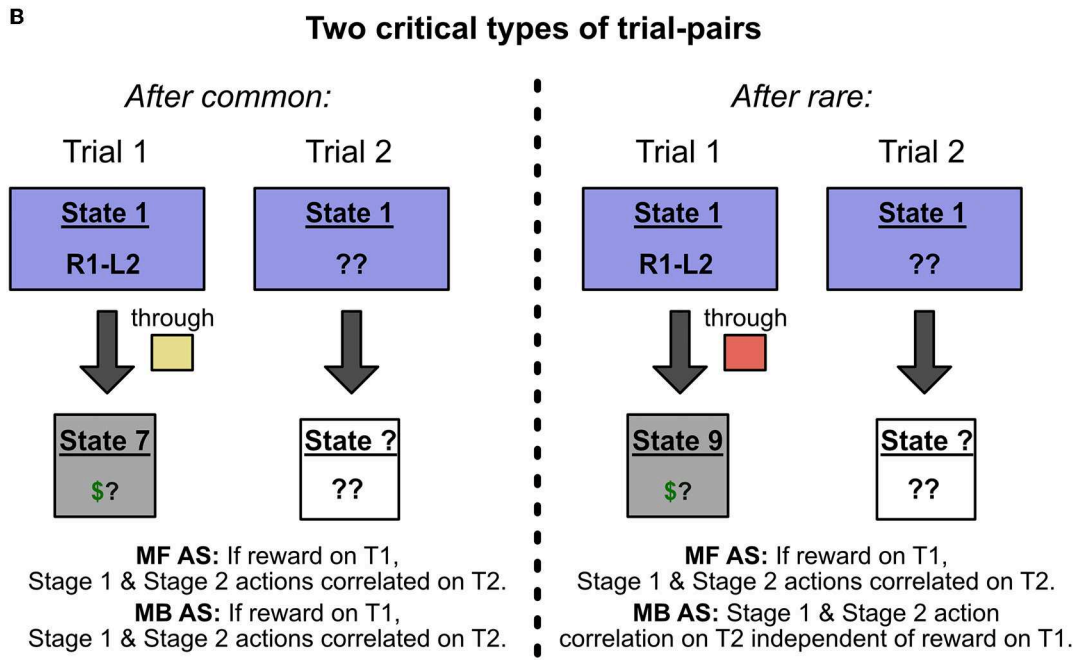 B
Two critical types of trial-pairs
After common:
Trial 1
Trial 2
State 1
R1-L2
State 1
??
through
State 7
$?
State ?
??
MF AS: If reward on T1,
Stage 1 & Stage 2 actions correlated on T2.
MB AS: If reward on T1,
Stage 1 & Stage 2 actions correlated on T2.
After rare:
Trial 1
Trial 2
State 1
R1-L2
State 1
??
through
State 9
$?
State ?
??
MF AS: If reward on T1,
Stage 1 & Stage 2 actions correlated on T2.
MB AS: Stage 1 & Stage 2 action
correlation on T2 independent of reward on T1.